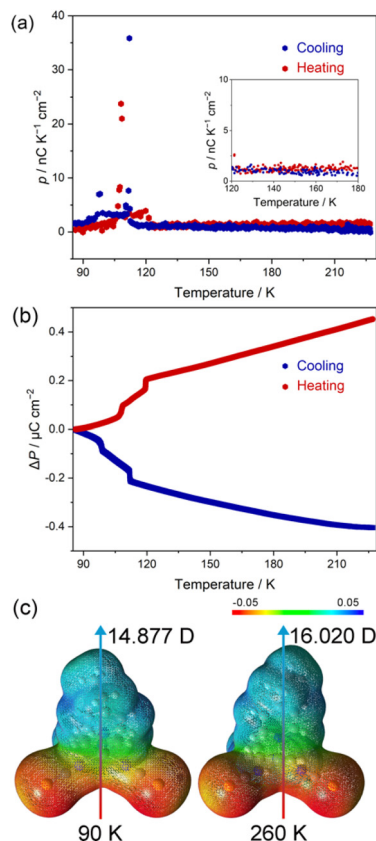 (a)
40
30
20
10
0
p / nC K⁻¹ cm⁻²
Cooling
Heating
10
5
0
p / nC K⁻¹ cm⁻²
120 140 160 180
Temperature / K
90 120 150 180 210
Temperature / K
(b)
0.4
0.2
0.0
-0.2
-0.4
ΔP / μC cm⁻²
Cooling
Heating
90 120 150 180 210
Temperature / K
(c)
-0.05 0.05
14.877 D 16.020 D
90 K 260 K